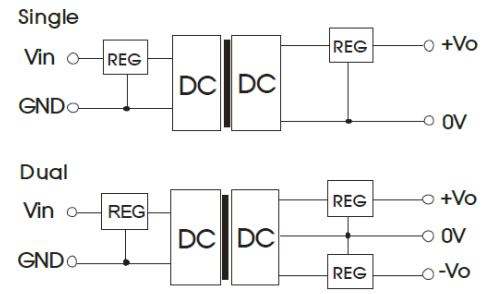 Single
Vin REG DC DC REG +Vo
GND 0V
Dual
Vin REG DC DC REG +Vo
0V
GND REG -Vo